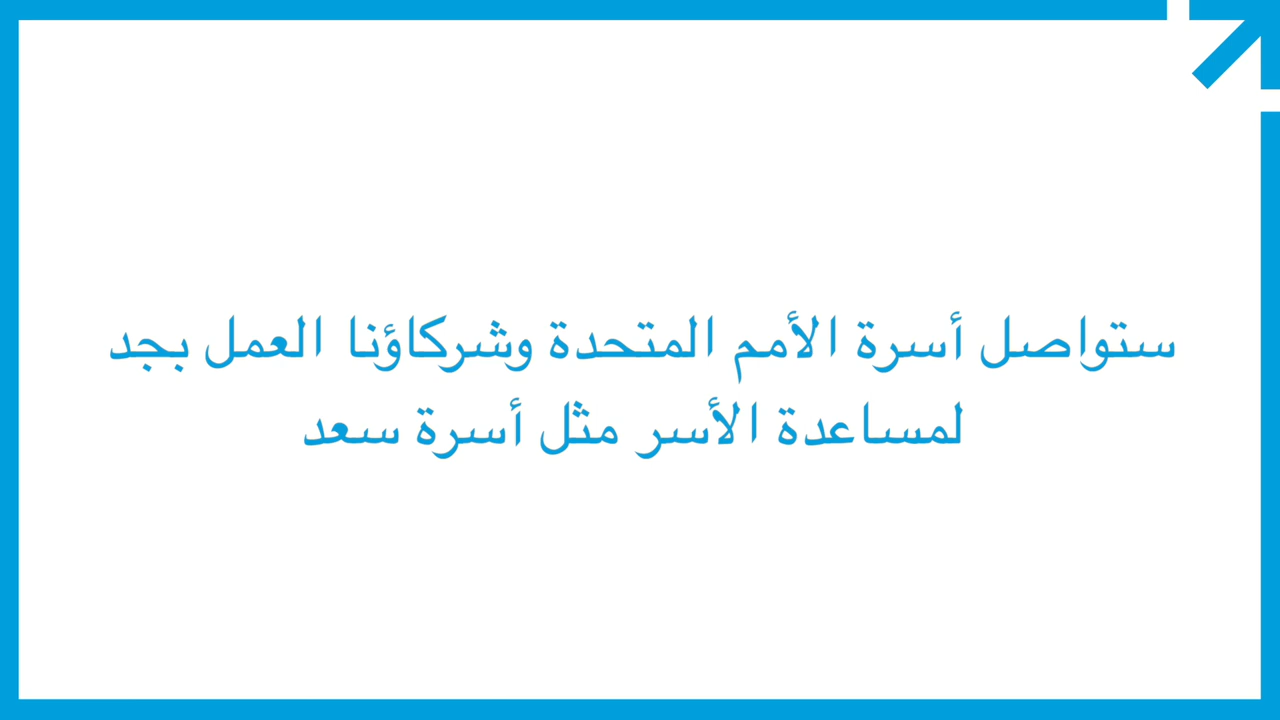 ستواصل أسرة الأمم المتحدة وشركاؤنا العمل بجد
لمساعدة الأسر مثل أسرة سعد